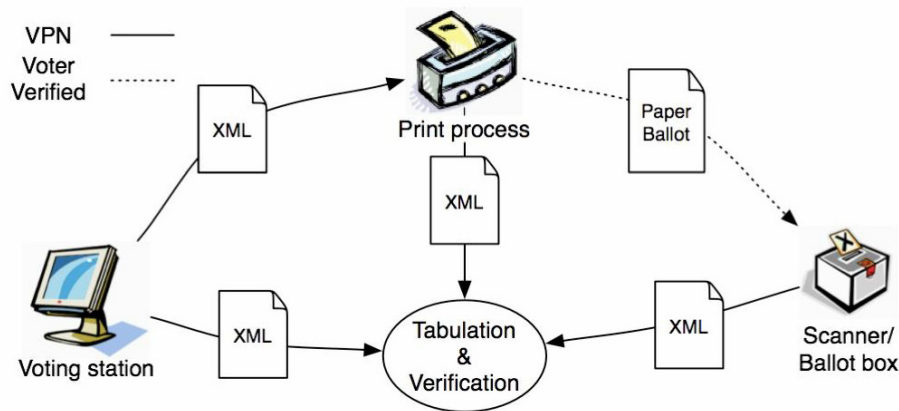 VPN
Voter
Verified
XML
Print process
Paper
Ballot
XML
Voting station
XML
Tabulation
&
Verification
XML
Scanner/
Ballot box